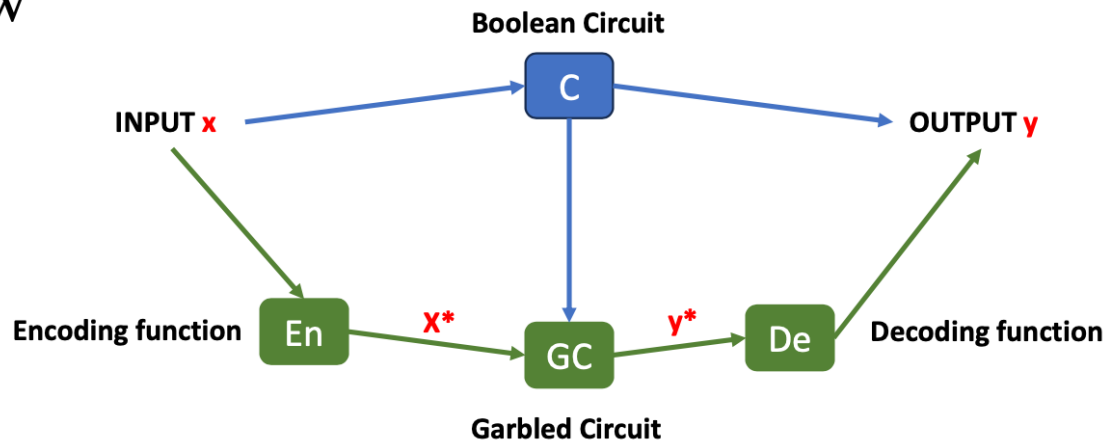 w
Boolean Circuit
C
INPUT x
OUTPUT y
Encoding function
En
X*
GC
y*
De
Decoding function
Garbled Circuit